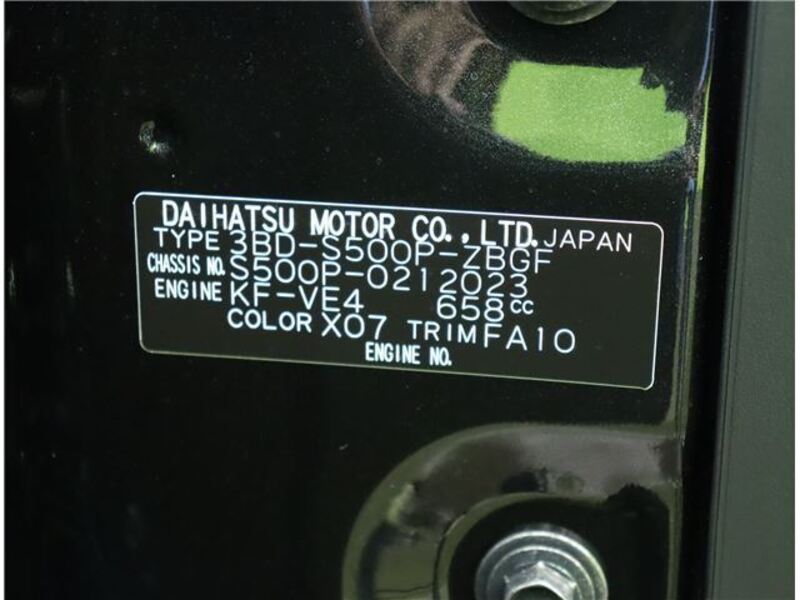 DAIHATSU MOTOR CO., LTD. JAPAN
TYPE 3BD-S500P-ZBGF
CHASSIS NO. S500P-0212023
ENGINE KF-VE4 658cc
COLOR X07 TRIM FA10
ENGINE NO.